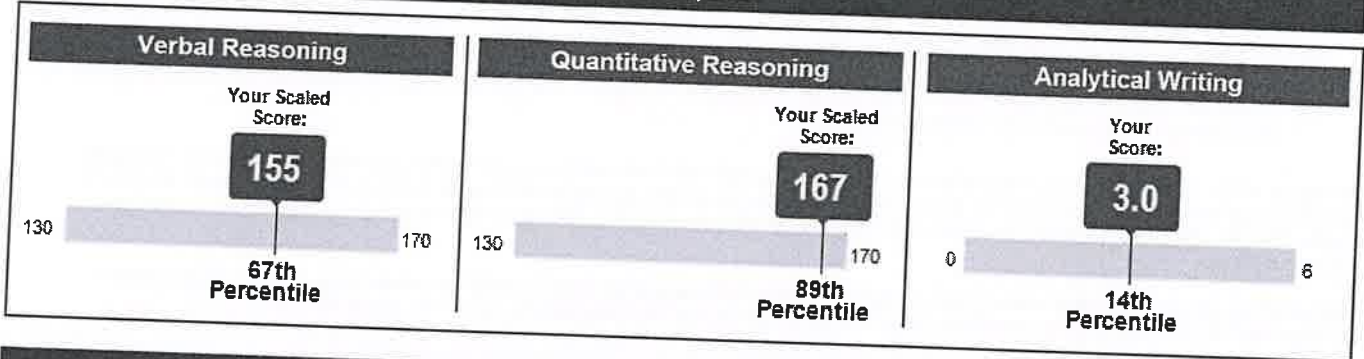 Verbal Reasoning
Your Scaled
Score:
155
130
170
67th
Percentile
Quantitative Reasoning
Your Scaled
Score:
167
130
170
89th
Percentile
Analytical Writing
Your
Score:
3.0
0
6
14th
Percentile